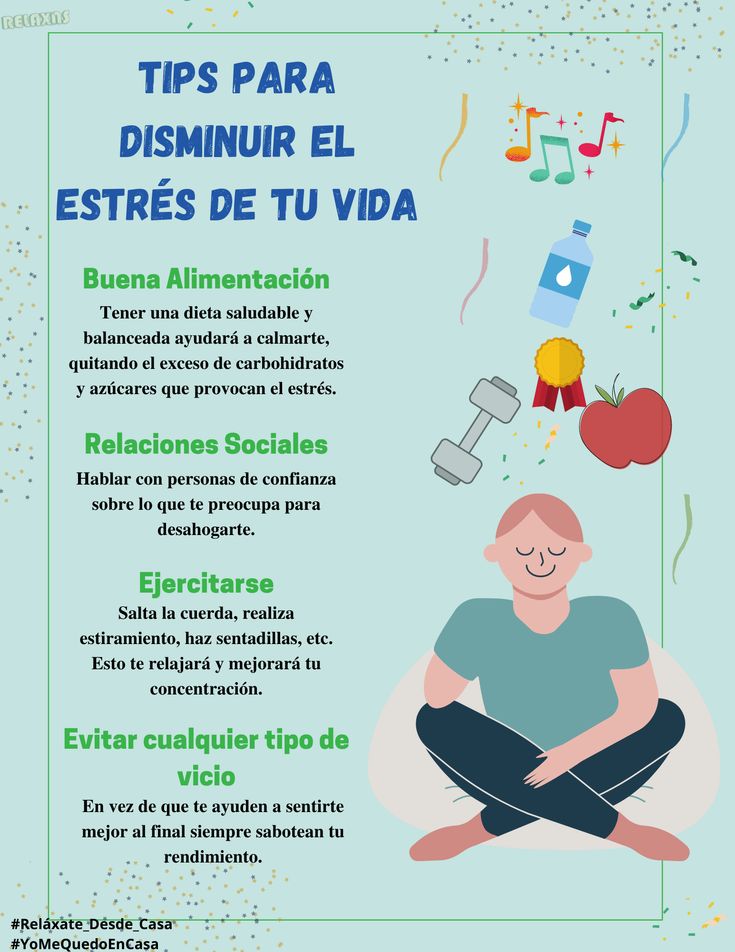 RELAXNS
TIPS PARA
DISMINUIR EL
ESTRÉS DE TU VIDA
Buena Alimentación
Tener una dieta saludable y
balanceada ayudará a calmarte,
quitando el exceso de carbohidratos
y azúcares que provocan el estrés.
Relaciones Sociales
Hablar con personas de confianza
sobre lo que te preocupa para
desahogarte.
Ejercitarse
Salta la cuerda, realiza
estiramiento, haz sentadillas, etc.
Esto te relajará y mejorará tu
concentración.
Evitar cualquier tipo de
vicio
En vez de que te ayuden a sentirte
mejor al final siempre sabotean tu
rendimiento.
#Reláxate_Desde_Casa
#YoMeQuedoEnCasa